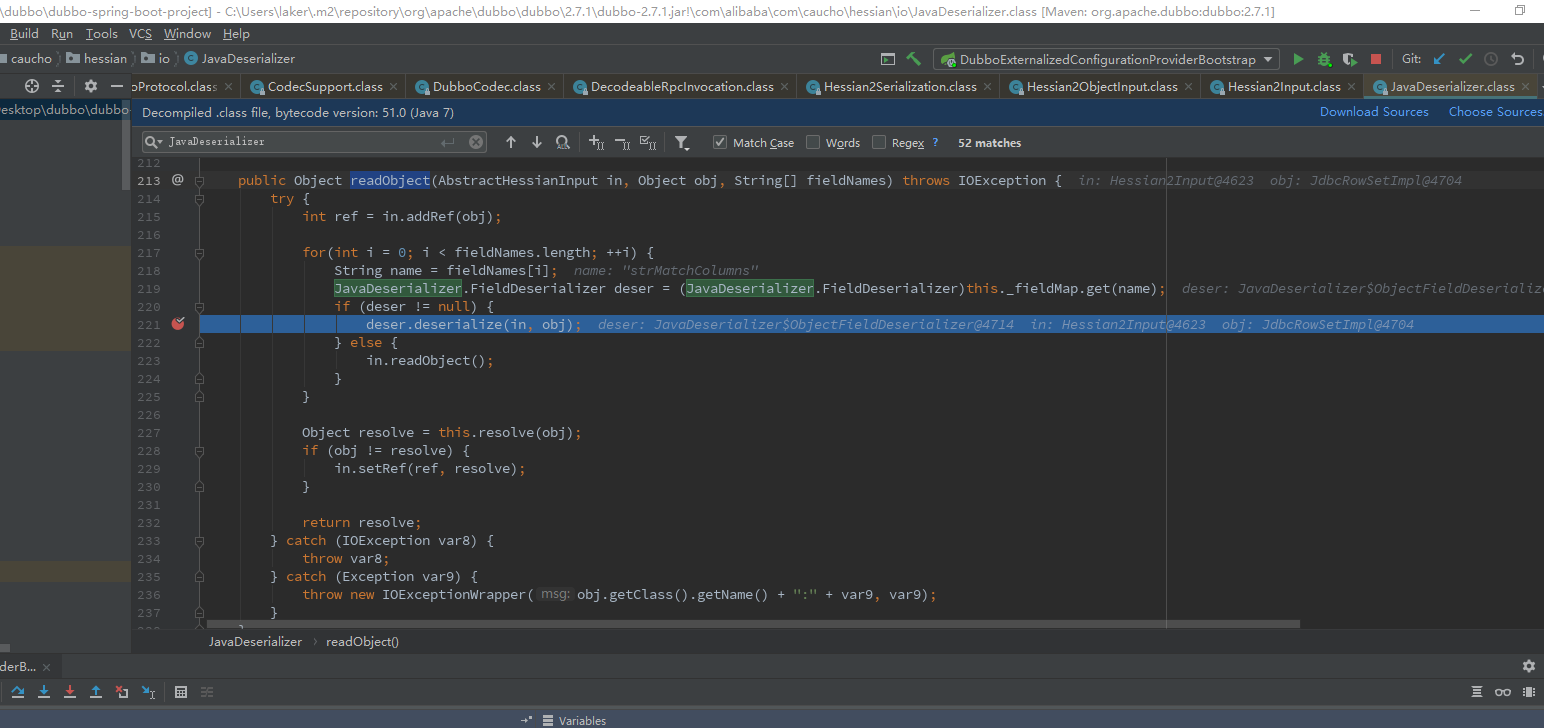 \dubbo\dubbo-spring-boot-project] - C:\Users\laker\.m2\repository\org\apache\dubbo\dubbo\2.7.1\dubbo-2.7.1.jar!\com\alibaba\com\caucho\hessian\io\JavaDeserializer.class [Maven: org.apache.dubbo:dubbo:2.7.1]
Build Run Tools VCS Window Help
caucho hessian io JavaDeserializer DubboExternalizedConfigurationProviderBootstrap Git:
oProtocol.class CodecSupport.class DubboCodec.class DecodeableRpcInvocation.class Hessian2Serialization.class Hessian2ObjectInput.class Hessian2Input.class JavaDeserializer.class
esktop\dubbo\dubbo Decompiled .class file, bytecode version: 51.0 (Java 7) Download Sources Choose Sources
JavaDeserializer Match Case Words Regex ? 52 matches
212
213 @ public Object readObject(AbstractHessianInput in, Object obj, String[] fieldNames) throws IOException { in: Hessian2Input@4623 obj: JdbcRowSetImpl@4704
214 try {
215 int ref = in.addRef(obj);
216
217 for(int i = 0; i < fieldNames.length; ++i) {
218 String name = fieldNames[i]; name: "strMatchColumns"
219 JavaDeserializer.FieldDeserializer deser = (JavaDeserializer.FieldDeserializer)this._fieldMap.get(name); deser: JavaDeserializer$ObjectFieldDeserialize
220 if (deser != null) {
221 deser.deserialize(in, obj); deser: JavaDeserializer$ObjectFieldDeserializer@4714 in: Hessian2Input@4623 obj: JdbcRowSetImpl@4704
222 } else {
223 in.readObject();
224 }
225 }
226
227 Object resolve = this.resolve(obj);
228 if (obj != resolve) {
229 in.setRef(ref, resolve);
230 }
231
232 return resolve;
233 } catch (IOException var8) {
234 throw var8;
235 } catch (Exception var9) {
236 throw new IOExceptionWrapper( msg: obj.getClass().getName() + ":" + var9, var9);
237 }
JavaDeserializer › readObject()
derB...
Variables